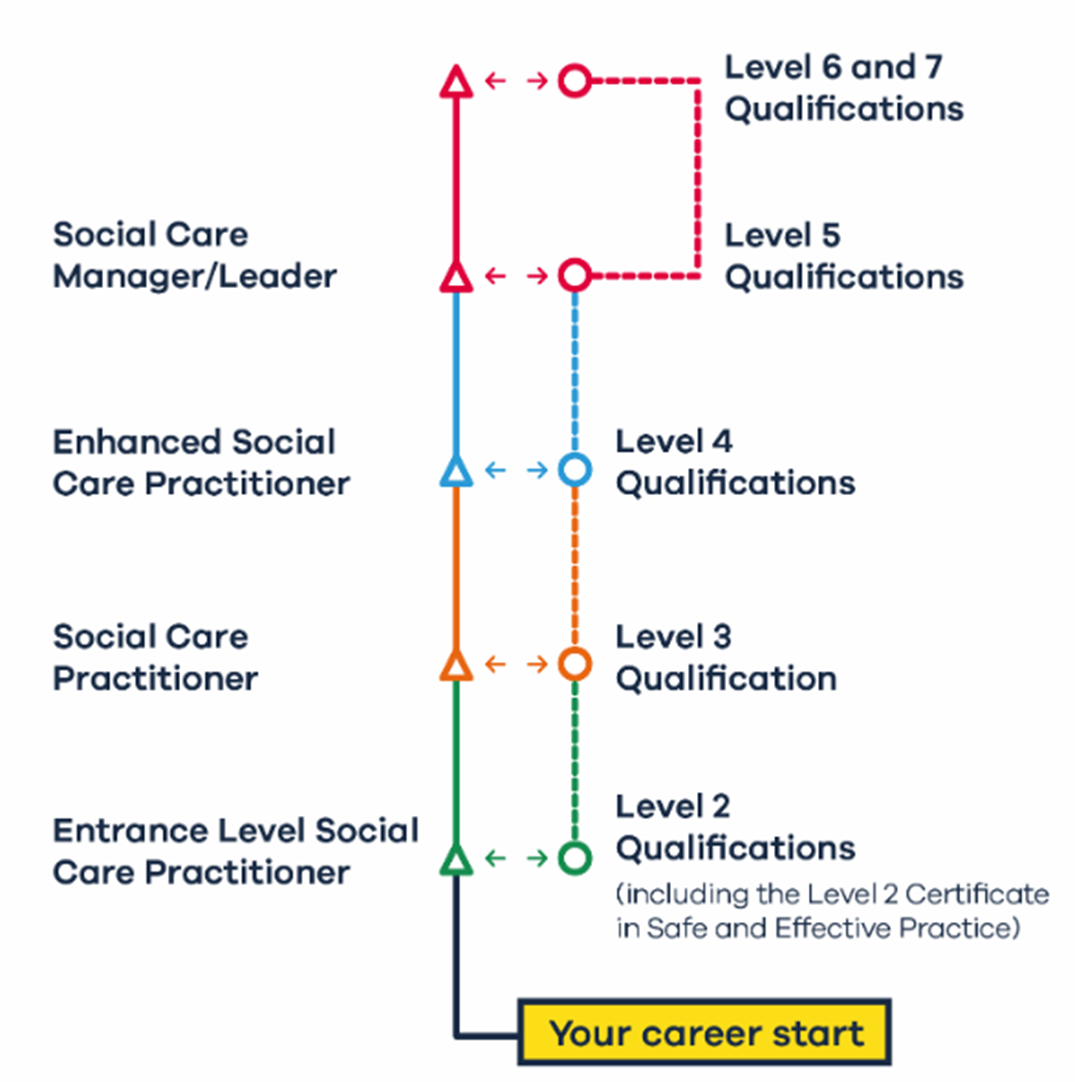 Level 6 and 7
Qualifications
Social Care
Manager/Leader
Level 5
Qualifications
Enhanced Social
Care Practitioner
Level 4
Qualifications
Social Care
Practitioner
Level 3
Qualification
Entrance Level Social
Care Practitioner
Level 2
Qualifications
(including the Level 2 Certificate
in Safe and Effective Practice)
Your career start